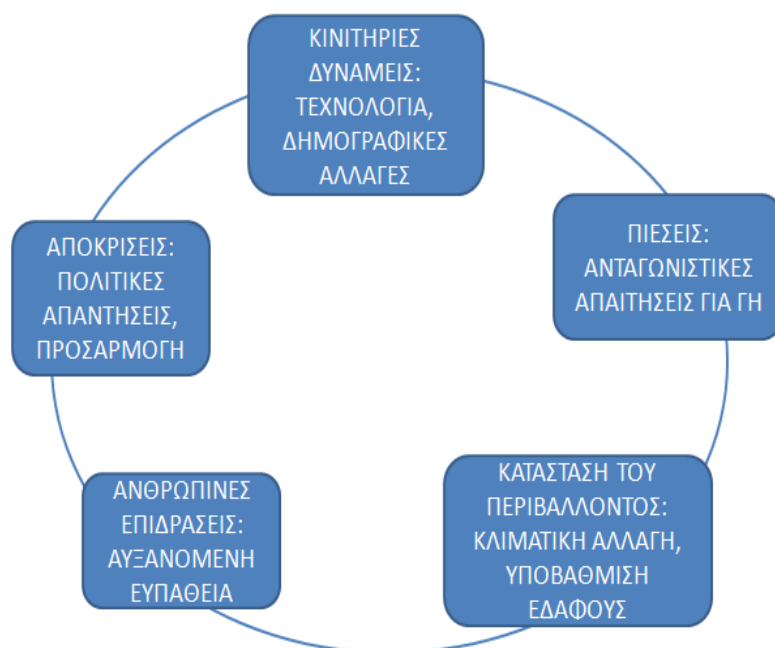 ΚΙΝΙΤΗΡΙΕΣ
ΔΥΝΑΜΕΙΣ:
ΤΕΧΝΟΛΟΓΙΑ,
ΔΗΜΟΓΡΑΦΙΚΕΣ
ΑΛΛΑΓΕΣ
ΠΙΕΣΕΙΣ:
ΑΝΤΑΓΩΝΙΣΤΙΚΕΣ
ΑΠΑΙΤΗΣΕΙΣ ΓΙΑ ΓΗ
ΚΑΤΑΣΤΑΣΗ ΤΟΥ
ΠΕΡΙΒΑΛΛΟΝΤΟΣ:
ΚΛΙΜΑΤΙΚΗ ΑΛΛΑΓΗ,
ΥΠΟΒΑΘΜΙΣΗ
ΕΔΑΦΟΥΣ
ΑΝΘΡΩΠΙΝΕΣ
ΕΠΙΔΡΑΣΕΙΣ:
ΑΥΞΑΝΟΜΕΝΗ
ΕΥΠΑΘΕΙΑ
ΑΠΟΚΡΙΣΕΙΣ:
ΠΟΛΙΤΙΚΕΣ
ΑΠΑΝΤΗΣΕΙΣ,
ΠΡΟΣΑΡΜΟΓΗ